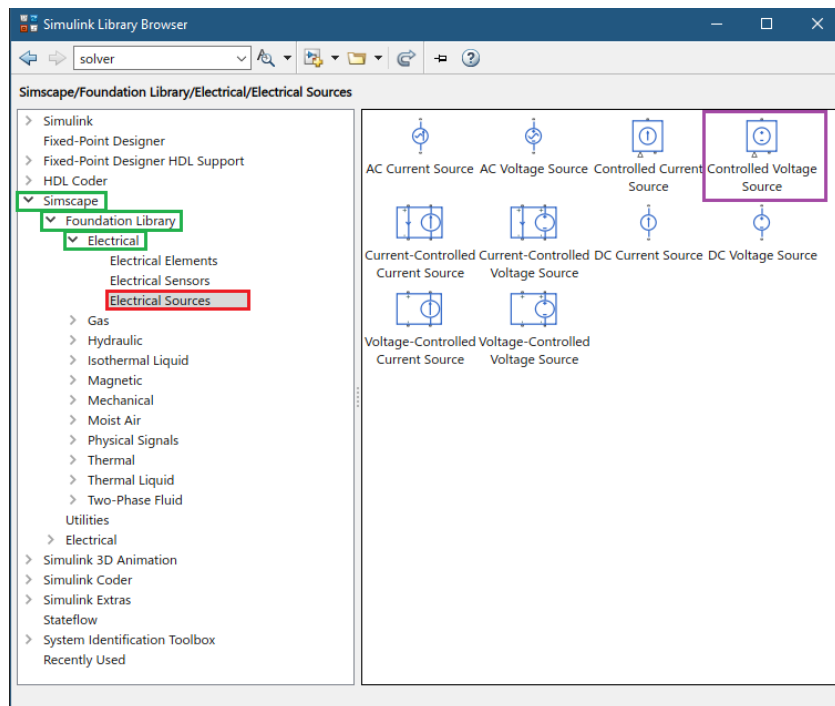 Simulink Library Browser
solver
Simscape/Foundation Library/Electrical/Electrical Sources
Simulink
Fixed-Point Designer
Fixed-Point Designer HDL Support
HDL Coder
Simscape
Foundation Library
Electrical
Electrical Elements
Electrical Sensors
Electrical Sources
Gas
Hydraulic
Isothermal Liquid
Magnetic
Mechanical
Moist Air
Physical Signals
Thermal
Thermal Liquid
Two-Phase Fluid
Utilities
Electrical
Simulink 3D Animation
Simulink Coder
Simulink Extras
Stateflow
System Identification Toolbox
Recently Used
AC Current Source
AC Voltage Source
Controlled Current
Source
Controlled Voltage
Source
Current-Controlled
Current Source
Current-Controlled
Voltage Source
DC Current Source
DC Voltage Source
Voltage-Controlled
Current Source
Voltage-Controlled
Voltage Source